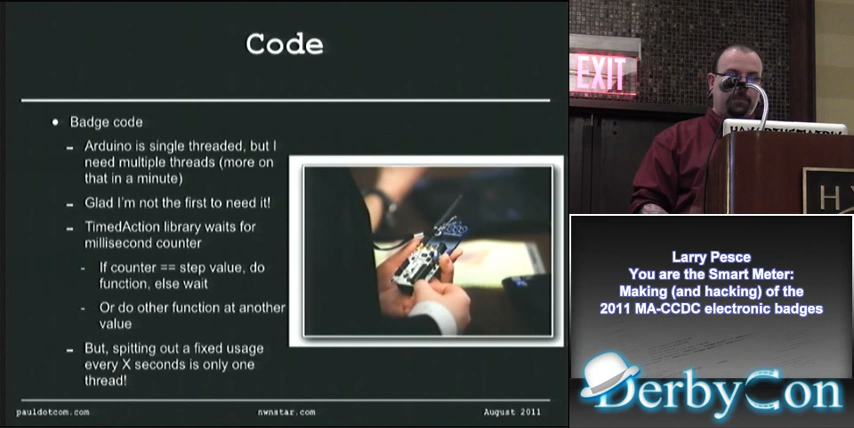 Code
• Badge code
– Arduino is single threaded, but I
need multiple threads (more on
that in a minute)
– Glad I'm not the first to need it!
– TimedAction library waits for
millisecond counter
- If counter == step value, do
function, else wait
- Or do other function at another
value
– But, spitting out a fixed usage
every X seconds is only one
thread!
pauldotcom.com
nwnstar.com
August 2011
EXIT
HY
Larry Pesce
You are the Smart Meter:
Making (and hacking) of the
2011 MA-CCDC electronic badges
DerbyCon